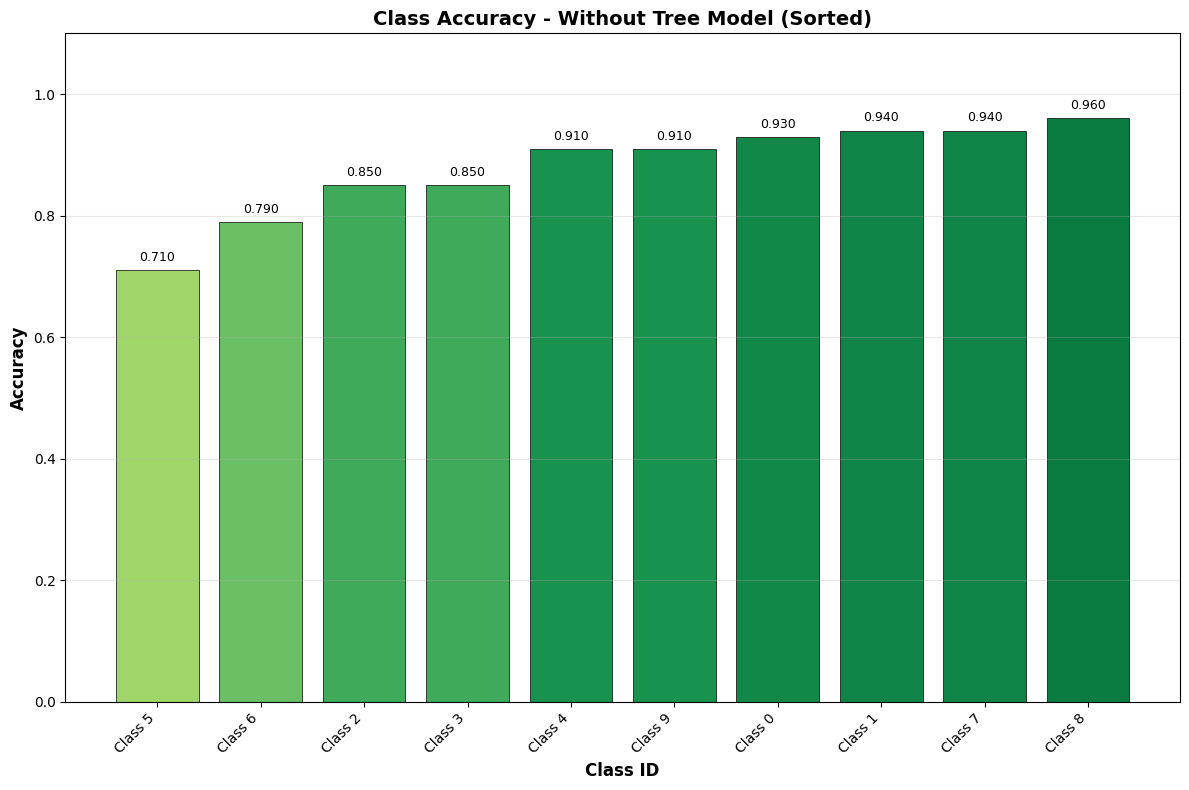 Class Accuracy - Without Tree Model (Sorted)
Accuracy
1.0
0.8
0.6
0.4
0.2
0.0
0.710
0.790
0.850
0.850
0.910
0.910
0.930
0.940
0.940
0.960
Class 5
Class 6
Class 2
Class 3
Class 4
Class 9
Class 0
Class 1
Class 7
Class 8
Class ID